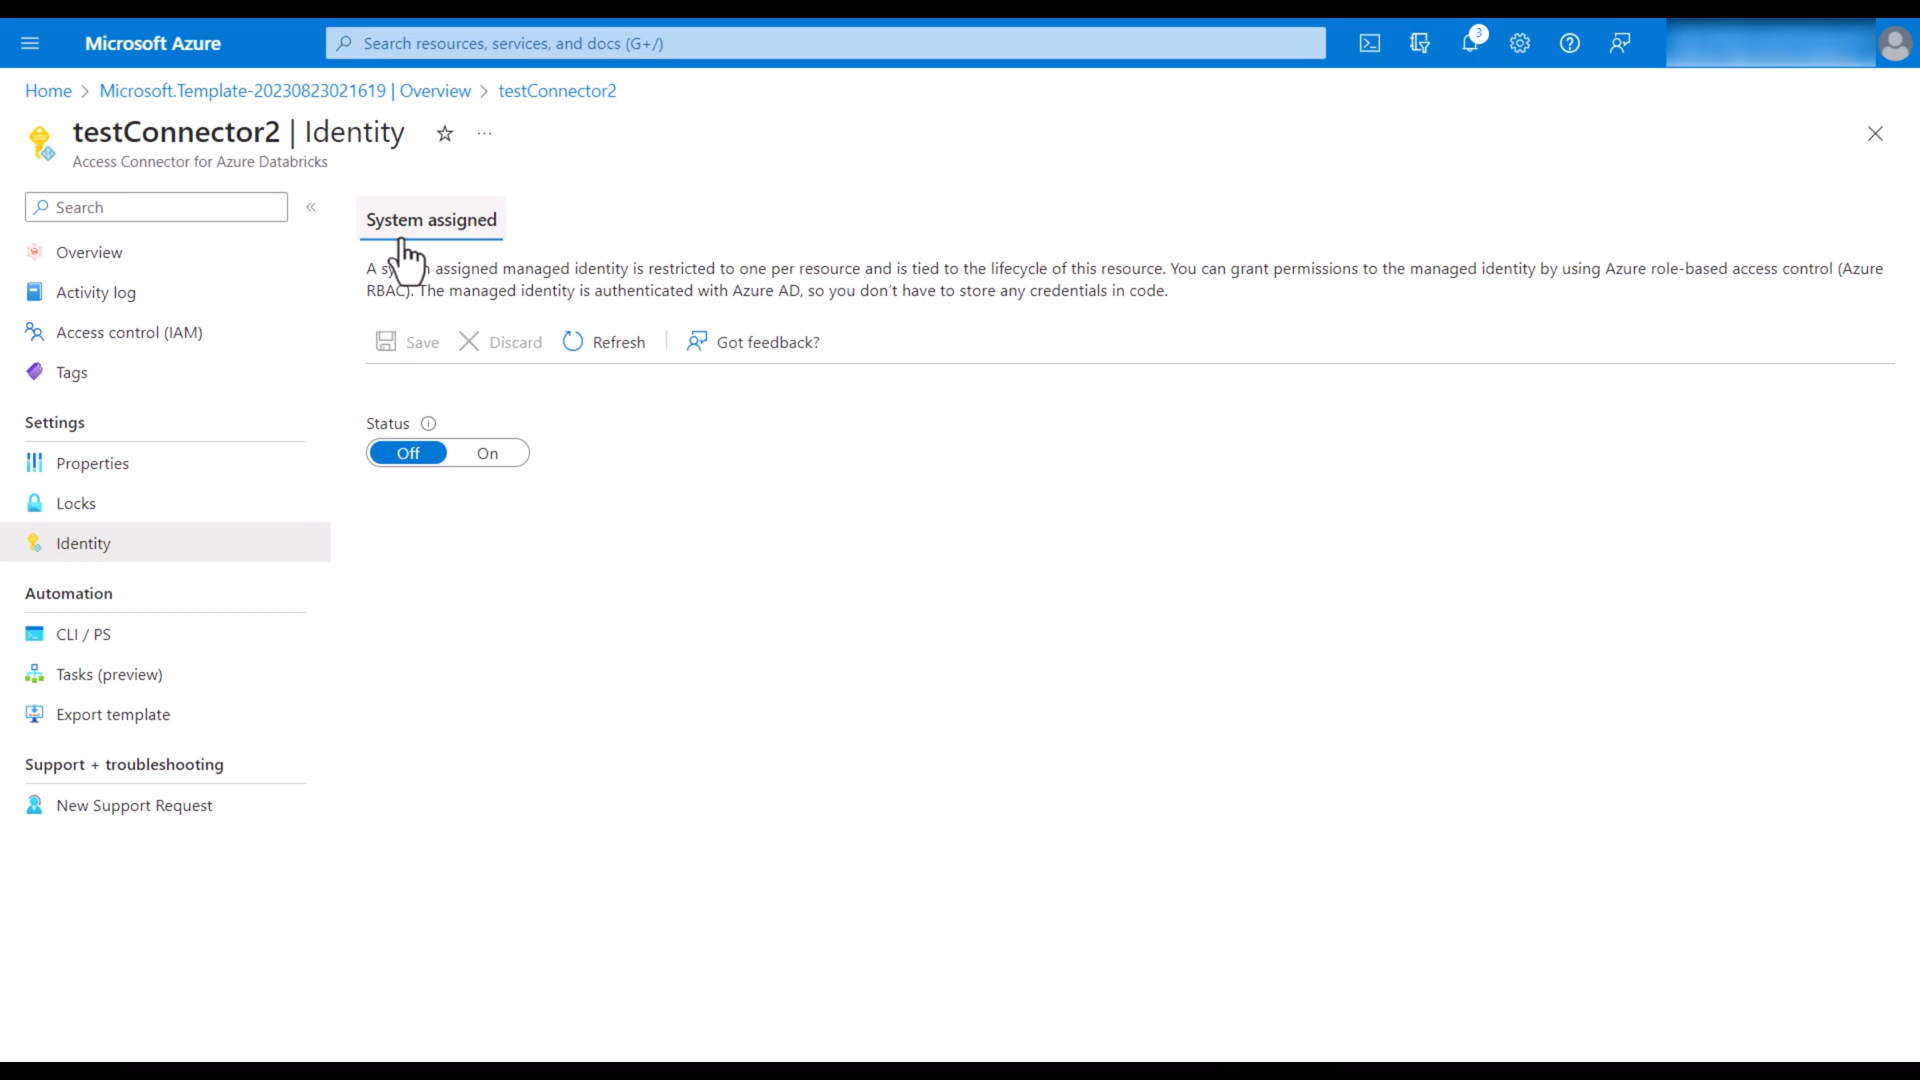 Microsoft Azure
Search resources, services, and docs (G+/)
3
Home > Microsoft.Template-20230823021619 | Overview > testConnector2
testConnector2 | Identity
Access Connector for Azure Databricks
Search
«
Overview
Activity log
Access control (IAM)
Tags
Settings
Properties
Locks
Identity
Automation
CLI / PS
Tasks (preview)
Export template
Support + troubleshooting
New Support Request
System assigned
A assigned managed identity is restricted to one per resource and is tied to the lifecycle of this resource. You can grant permissions to the managed identity by using Azure role-based access control (Azure
RBAC). The managed identity is authenticated with Azure AD, so you don't have to store any credentials in code.
Save Discard Refresh Got feedback?
Status
Off On